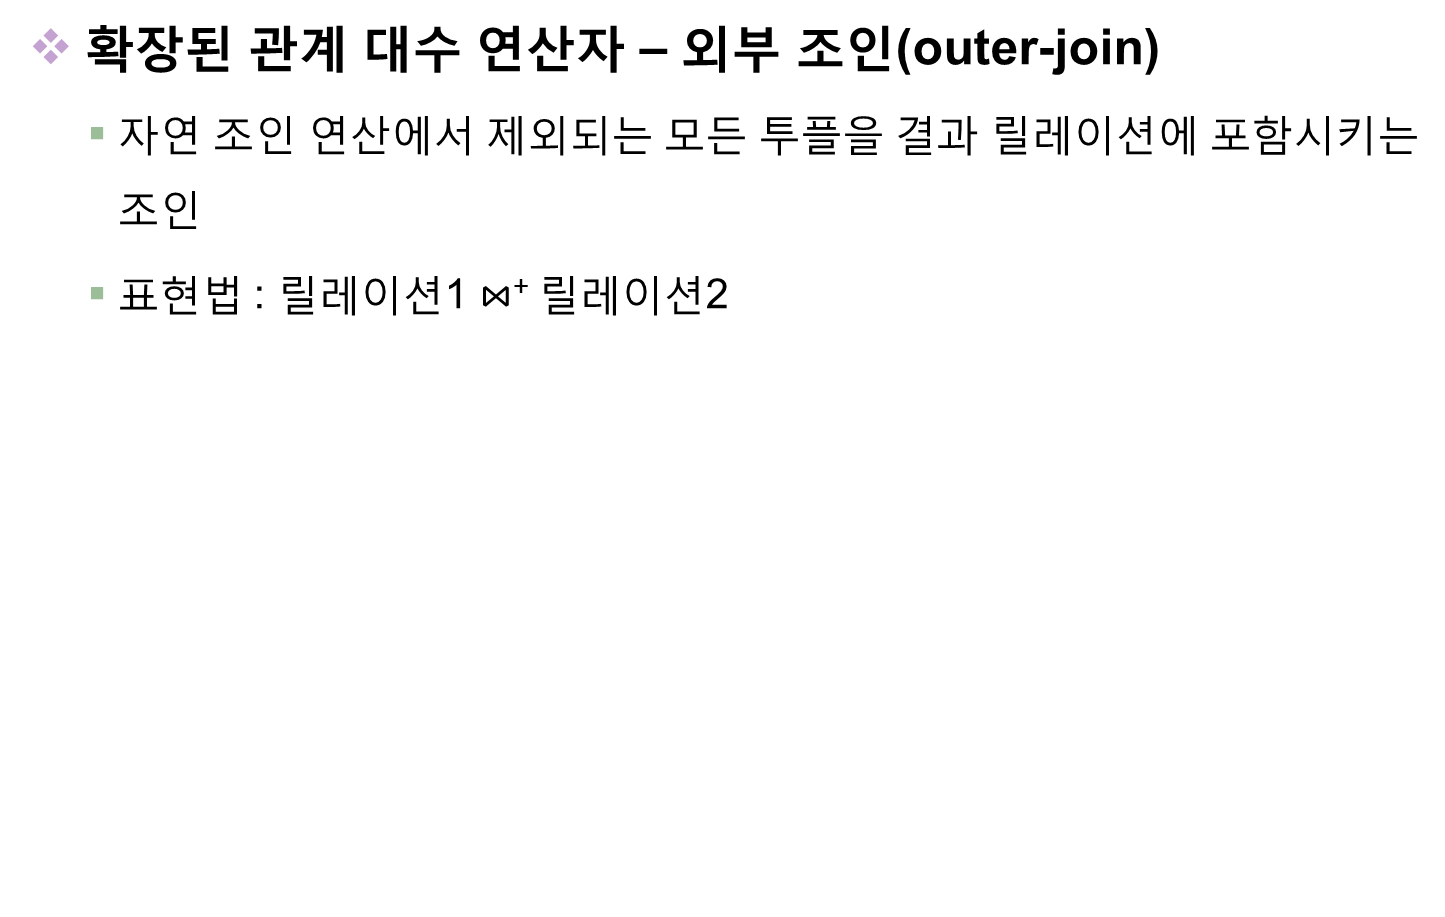 ❖ 확장된 관계 대수 연산자 – 외부 조인(outer-join)
▪ 자연 조인 연산에서 제외되는 모든 투플을 결과 릴레이션에 포함시키는
조인
▪ 표현법 : 릴레이션1 ⋈⁺ 릴레이션2